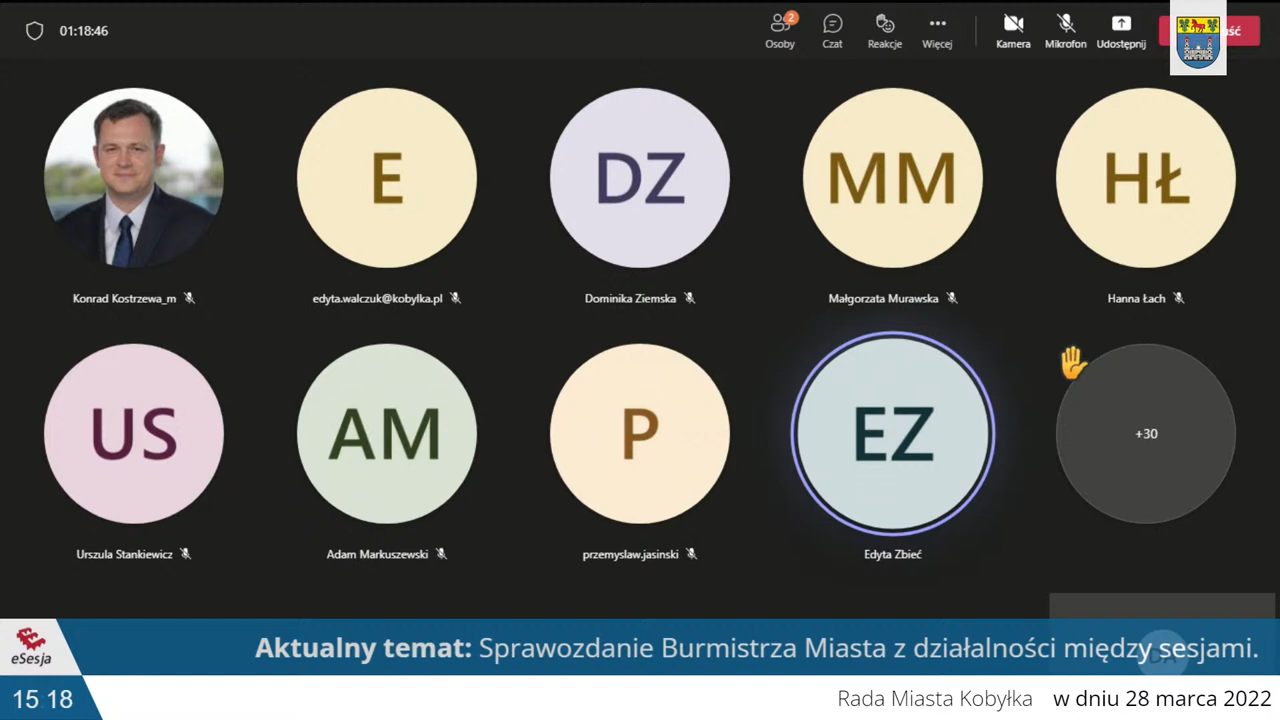 01:18:46
2
Osoby
Czat
Reakcje
Więcej
Kamera
Mikrofon
Udostępnij
E
DZ
MM
HŁ
Konrad Kostrzewa_m
edyta.walczuk@kobylka.pl
Dominika Ziemska
Małgorzata Murawska
Hanna Łach
US
AM
P
EZ
+30
Urszula Stankiewicz
Adam Markuszewski
przemyslaw.jasinski
Edyta Zbieć
eSesja
Aktualny temat: Sprawozdanie Burmistrza Miasta z działalności między sesjami.
15 18
Rada Miasta Kobyłka w dniu 28 marca 2022